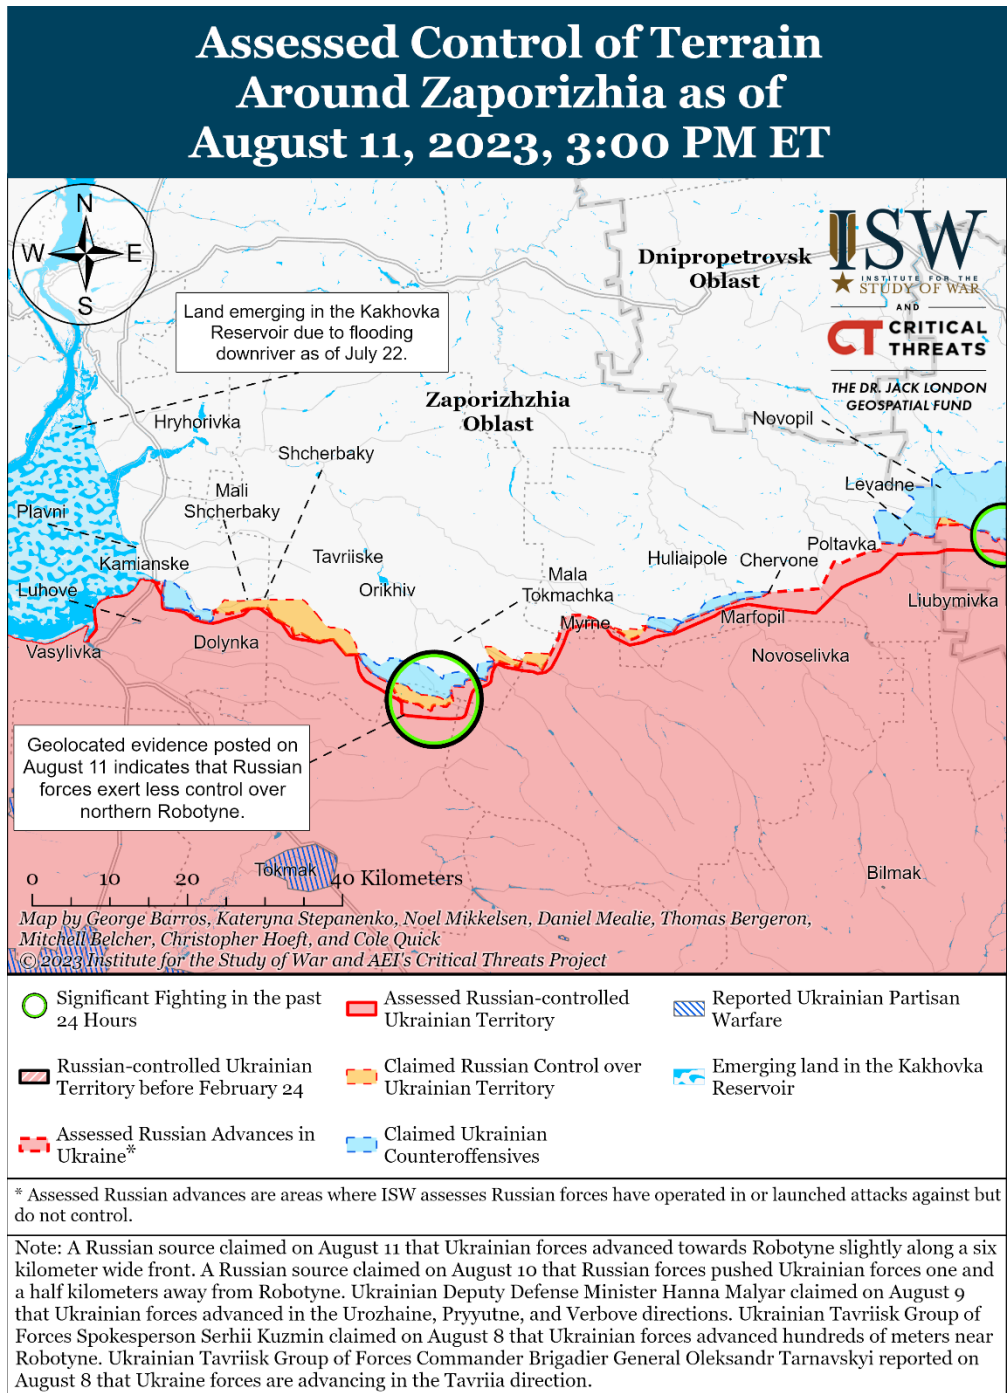 Assessed Control of Terrain
Around Zaporizhia as of
August 11, 2023, 3:00 PM ET
N
W
E
S
ISW
INSTITUTE FOR THE
STUDY OF WAR
AND
CT CRITICAL
THREATS
THE DR. JACK LONDON
GEOSPATIAL FUND
Dnipropetrovsk
Oblast
Land emerging in the Kakhovka
Reservoir due to flooding
downriver as of July 22.
Zaporizhzhia
Oblast
Hryhorivka
Novopil
Shcherbaky
Levadne
Mali
Shcherbaky
Plavni
Poltavka
Tavriiske
Huliaipole
Chervone
Kamianske
Mala
Tokmachka
Luhove
Orikhiv
Liubymivka
Marfopil
Myrne
Dolynka
Vasylivka
Novoselivka
Geolocated evidence posted on
August 11 indicates that Russian
forces exert less control over
northern Robotyne.
Tokmak
Bilmak
0 10 20 40 Kilometers
Map by George Barros, Kateryna Stepanenko, Noel Mikkelsen, Daniel Mealie, Thomas Bergeron,
Mitchell Belcher, Christopher Hoeft, and Cole Quick
© 2023 Institute for the Study of War and AEI's Critical Threats Project
Significant Fighting in the past
24 Hours
Assessed Russian-controlled
Ukrainian Territory
Reported Ukrainian Partisan
Warfare
Russian-controlled Ukrainian
Territory before February 24
Claimed Russian Control over
Ukrainian Territory
Emerging land in the Kakhovka
Reservoir
Assessed Russian Advances in
Ukraine*
Claimed Ukrainian
Counteroffensives
* Assessed Russian advances are areas where ISW assesses Russian forces have operated in or launched attacks against but
do not control.
Note: A Russian source claimed on August 11 that Ukrainian forces advanced towards Robotyne slightly along a six
kilometer wide front. A Russian source claimed on August 10 that Russian forces pushed Ukrainian forces one and
a half kilometers away from Robotyne. Ukrainian Deputy Defense Minister Hanna Malyar claimed on August 9
that Ukrainian forces advanced in the Urozhaine, Pryyutne, and Verbove directions. Ukrainian Tavriisk Group of
Forces Spokesperson Serhii Kuzmin claimed on August 8 that Ukrainian forces advanced hundreds of meters near
Robotyne. Ukrainian Tavriisk Group of Forces Commander Brigadier General Oleksandr Tarnavskyi reported on
August 8 that Ukraine forces are advancing in the Tavriia direction.